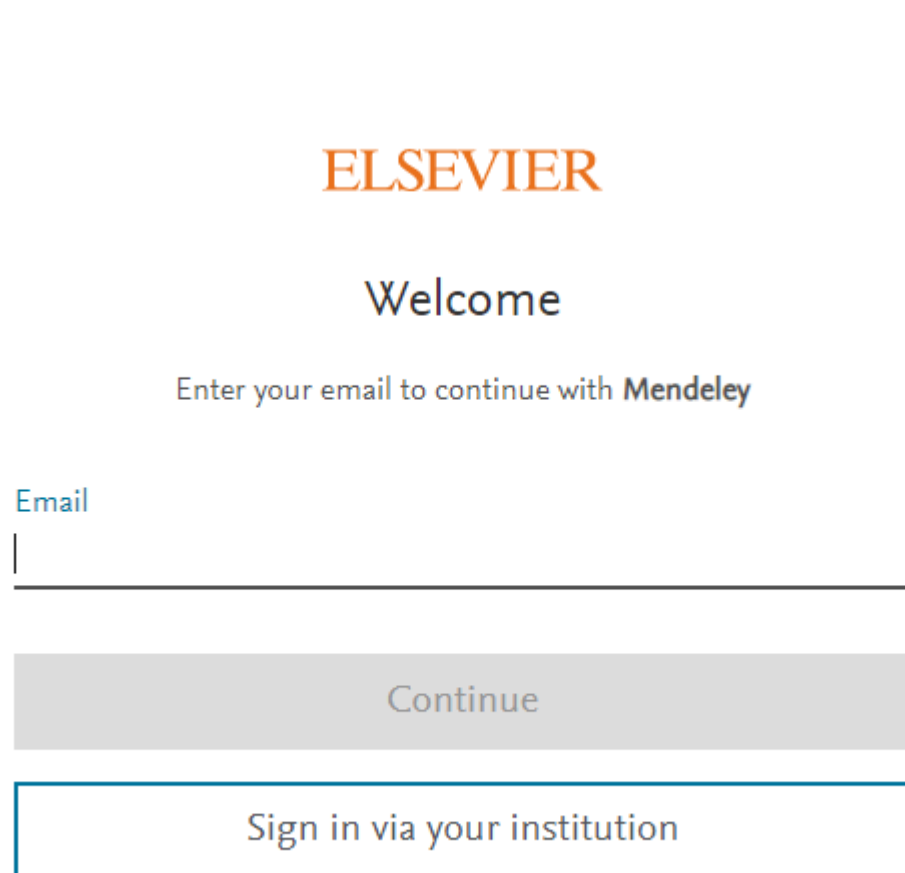 ELSEVIER
Welcome
Enter your email to continue with Mendeley
Email
Continue
Sign in via your institution